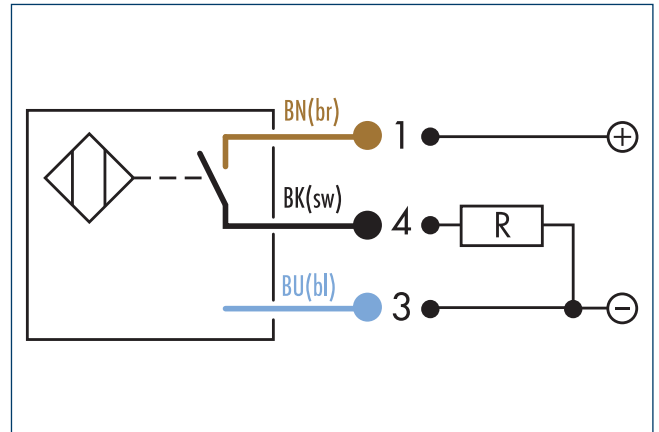 BN(br) 1 +
BK(sw) 4 R
BU(bl) 3 −